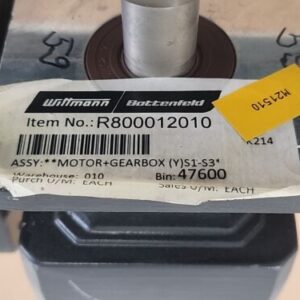 59
Wittmann Battenfeld
M21510
Item No.: R800012010
K214
ASSY:**MOTOR+GEARBOX (Y)S1-S3*
Warehouse: 010
Bin: 47600
Purch U/M: EACH
Sales U/M: EACH